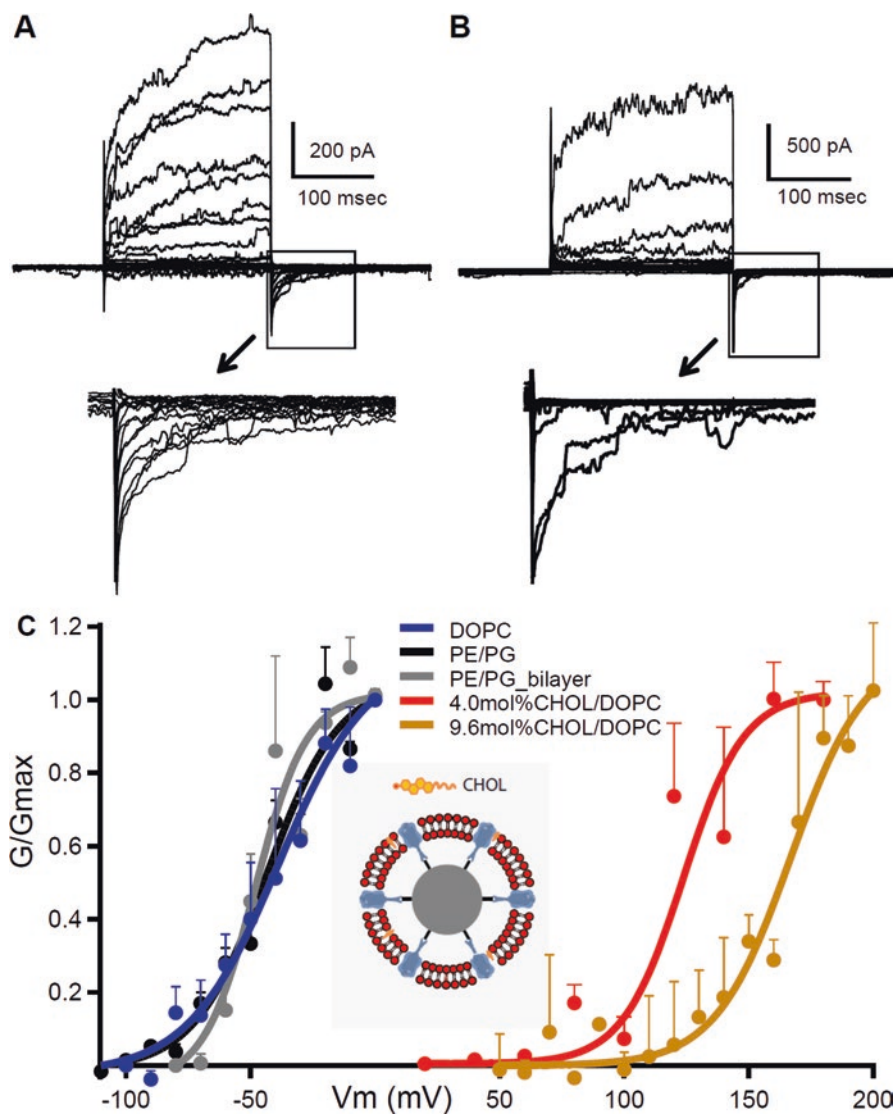 A
B
200 pA
100 msec
500 pA
100 msec
C
1.2
1.0
0.8
0.6
0.4
0.2
G/Gmax
DOPC
PE/PG
PE/PG_bilayer
4.0mol%CHOL/DOPC
9.6mol%CHOL/DOPC
CHOL
-100
-50
Vm (mV)
50
100
150
200